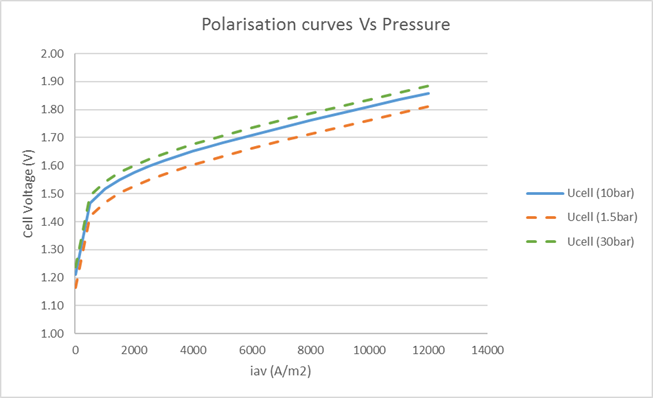 Polarisation curves Vs Pressure
2.00
1.90
1.80
1.70
1.60
1.50
1.40
1.30
1.20
1.10
1.00
Cell Voltage (V)
0 2000 4000 6000 8000 10000 12000 14000
iav (A/m2)
Ucell (10bar)
Ucell (1.5bar)
Ucell (30bar)